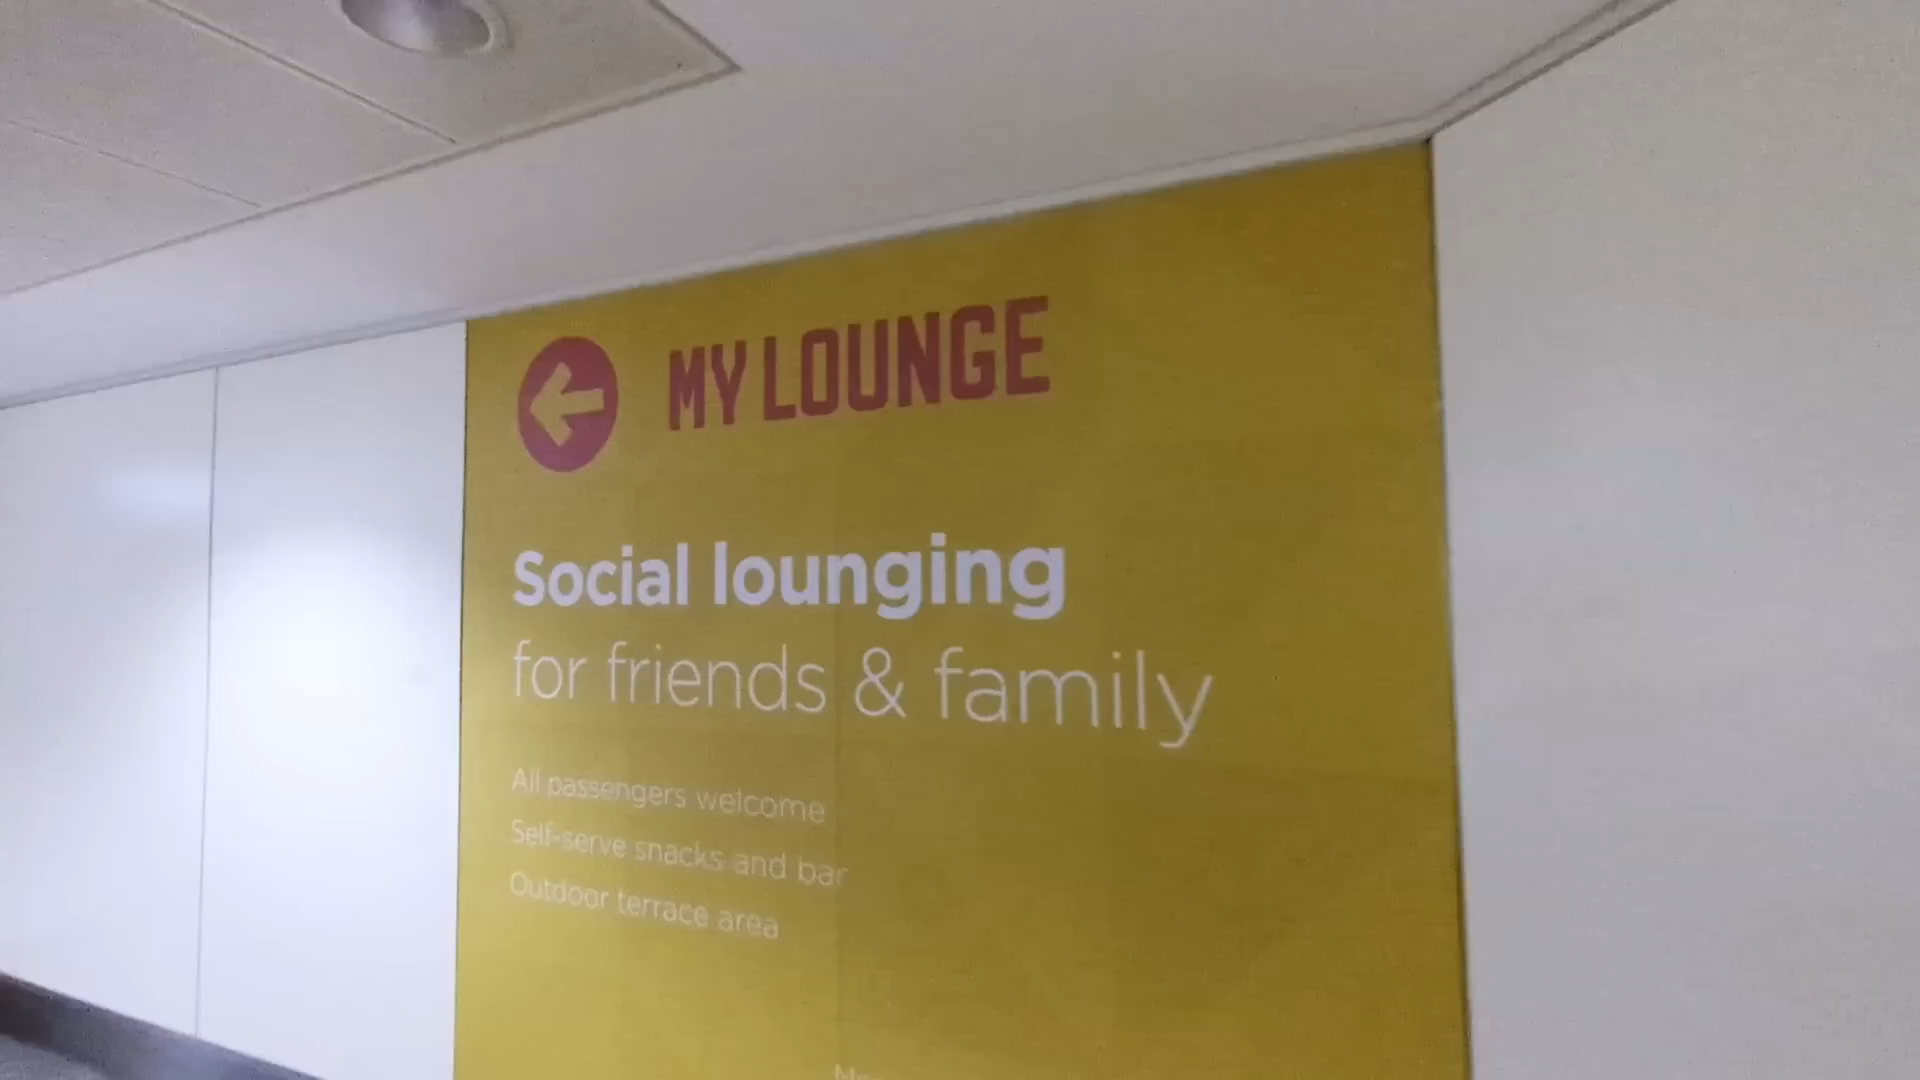 MY LOUNGE
Social lounging
for friends & family
All passengers welcome
Self-serve snacks and bar
Outdoor terrace area